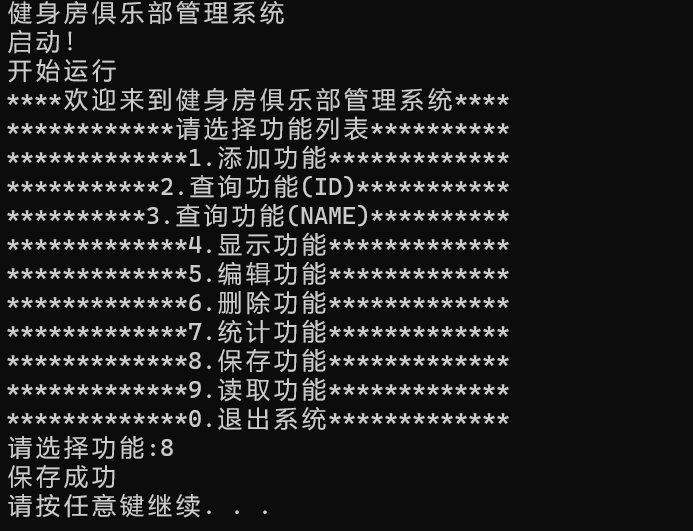 健身房俱乐部管理系统
启动!
开始运行
****欢迎来到健身房俱乐部管理系统****
************请选择功能列表**********
*************1.添加功能*************
***********2.查询功能(ID)***********
**********3.查询功能(NAME)**********
*************4.显示功能*************
*************5.编辑功能*************
*************6.删除功能*************
*************7.统计功能*************
*************8.保存功能*************
*************9.读取功能*************
*************0.退出系统*************
请选择功能:8
保存成功
请按任意键继续. . .